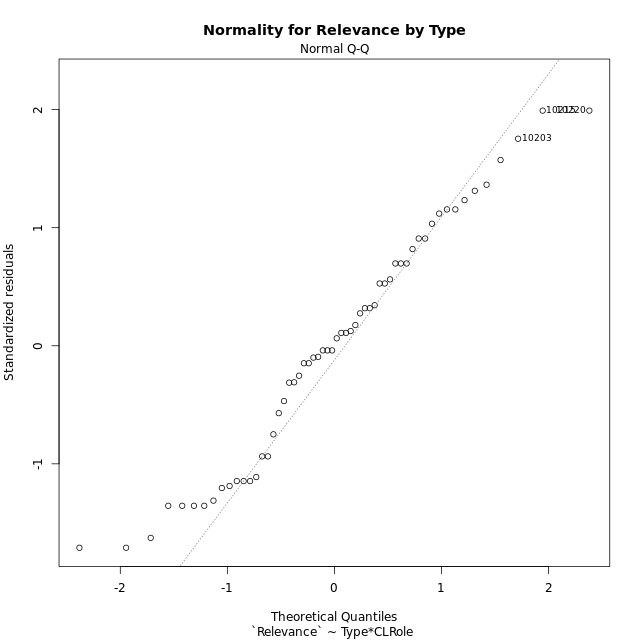 Normality for Relevance by Type
Normal Q-Q
10220
10203
2
1
0
-1
Standardized residuals
-2
-1
0
1
2
Theoretical Quantiles
`Relevance` ~ Type*CLRole